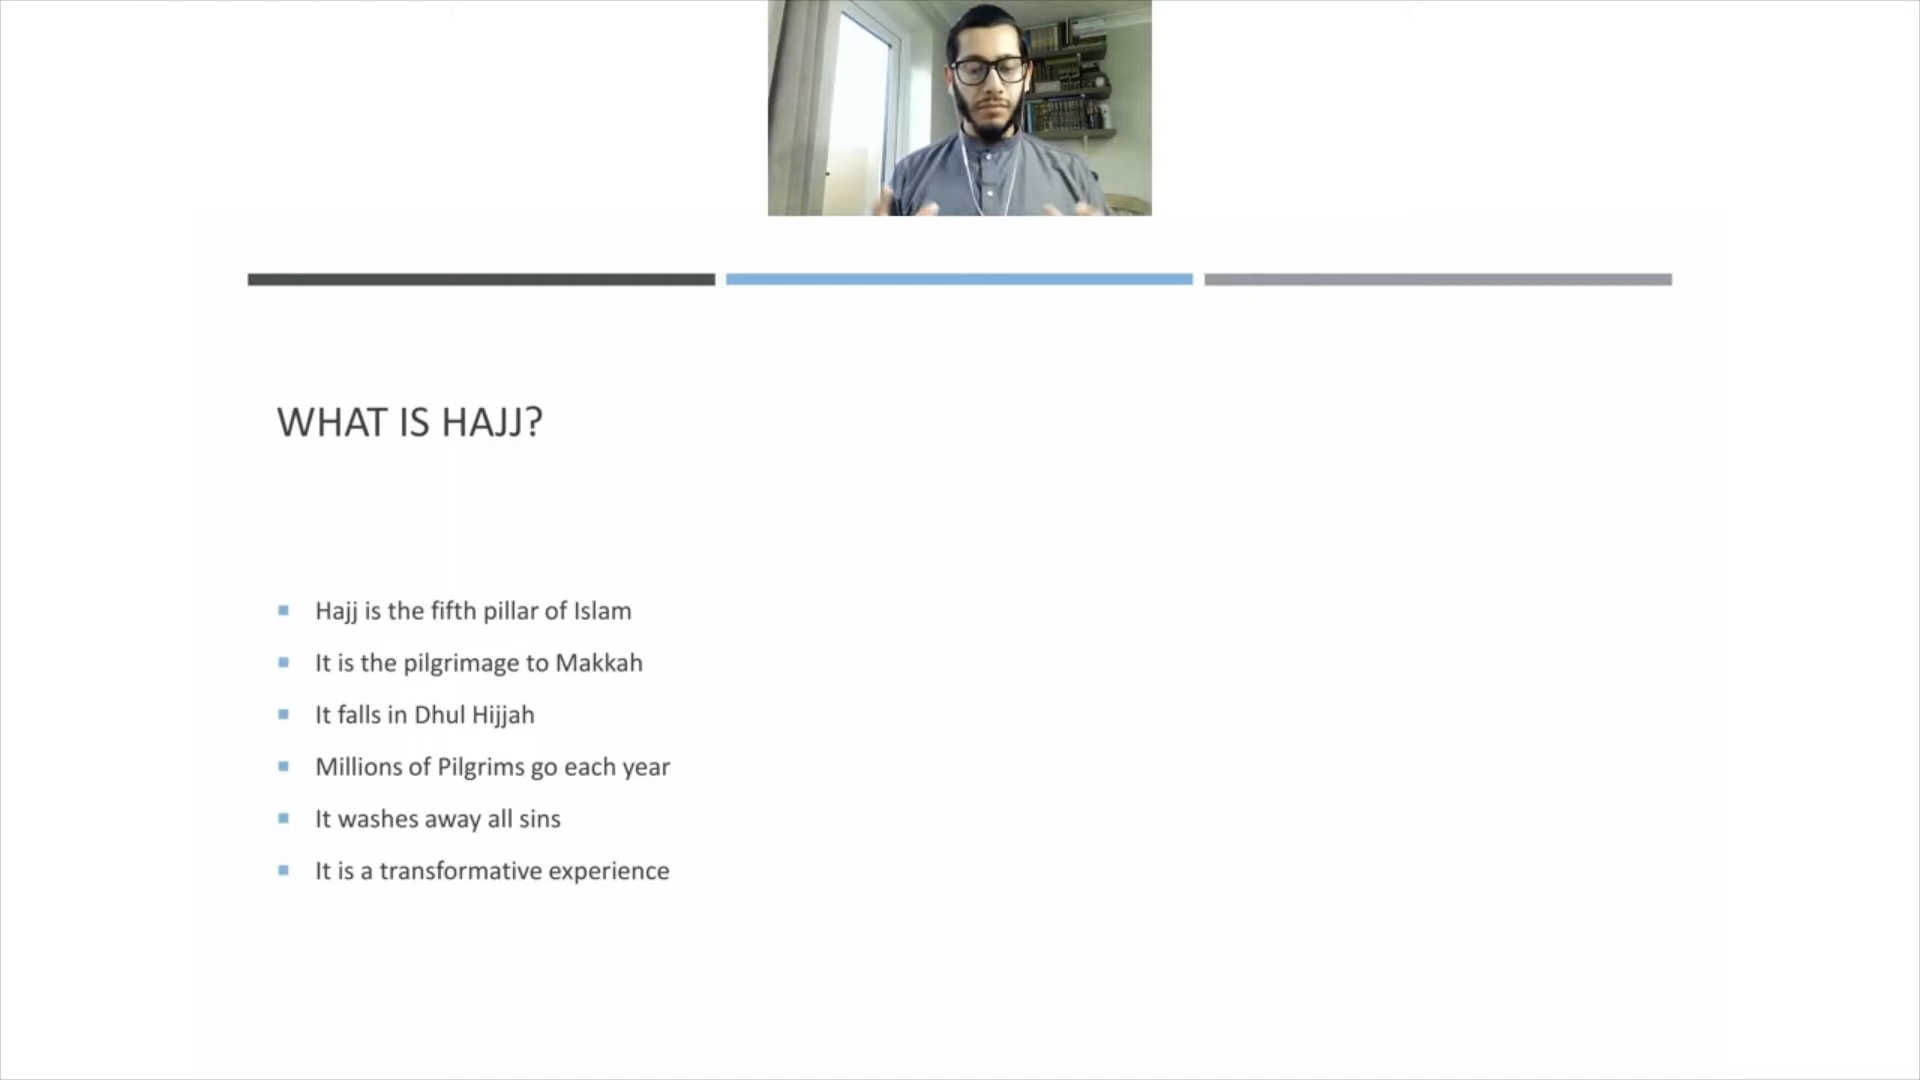 WHAT IS HAJJ?
Hajj is the fifth pillar of Islam
It is the pilgrimage to Makkah
It falls in Dhul Hijjah
Millions of Pilgrims go each year
It washes away all sins
It is a transformative experience